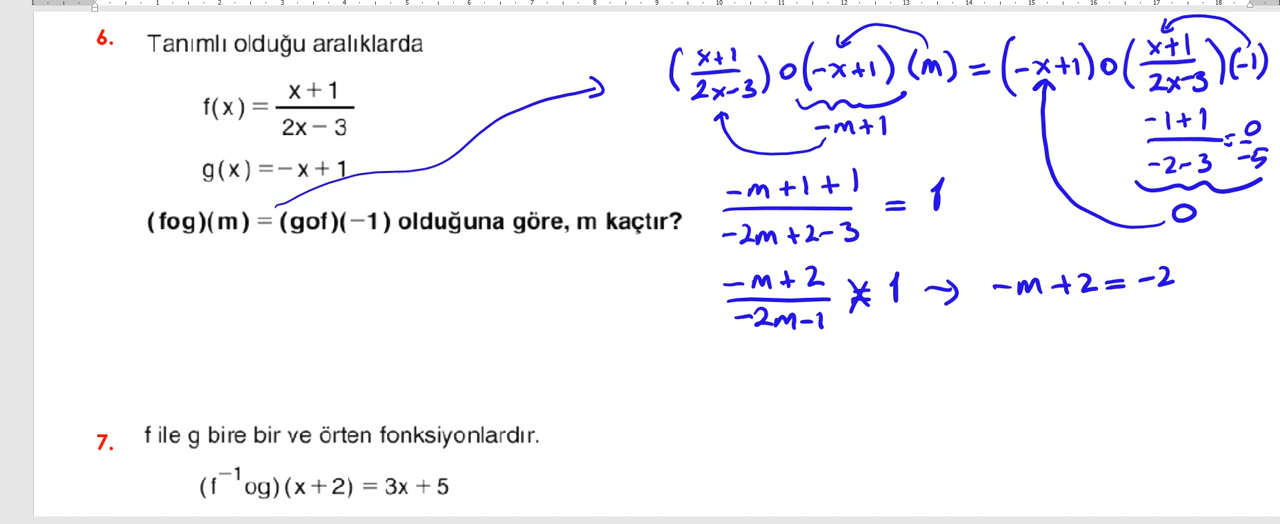 6. Tanımlı olduğu aralıklarda
f(x) = x + 1 / 2x − 3
g(x) = −x + 1
(fog)(m) = (gof)(−1) olduğuna göre, m kaçtır?
(x+1 / 2x−3) o (−x+1) (m) = (−x+1) o (x+1 / 2x−3) (−1)
−m+1
−1+1 / −2−3 = 0 / −5
0
−m+1+1 / −2m+2−3 = 1
−m+2 / −2m−1 = 1 → −m+2 = −2
7. f ile g bire bir ve örten fonksiyonlardır.
(f⁻¹og)(x + 2) = 3x + 5